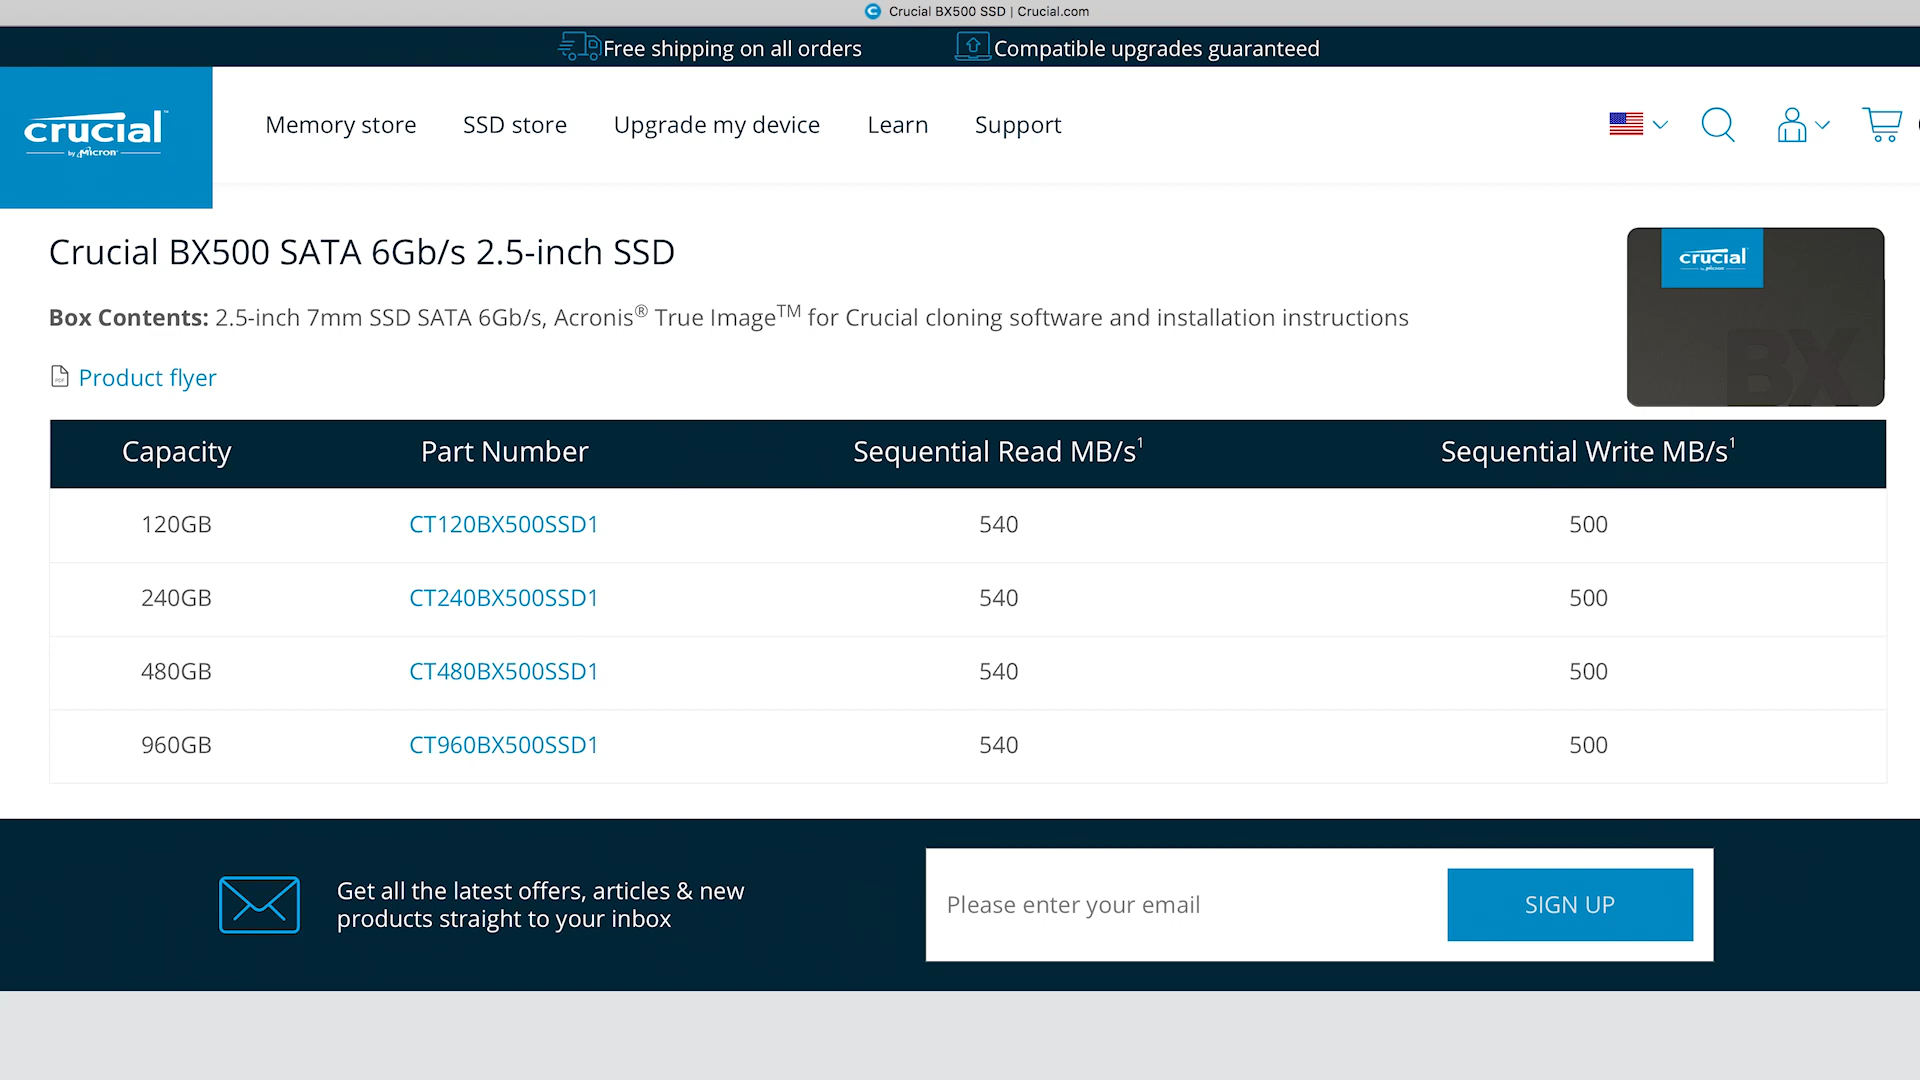 Crucial BX500 SSD | Crucial.com
Free shipping on all orders
Compatible upgrades guaranteed
crucial™
by Micron
Memory store
SSD store
Upgrade my device
Learn
Support
Crucial BX500 SATA 6Gb/s 2.5-inch SSD
Box Contents: 2.5-inch 7mm SSD SATA 6Gb/s, Acronis® True Image™ for Crucial cloning software and installation instructions
Product flyer
crucial
by Micron
BX
Capacity Part Number Sequential Read MB/s¹ Sequential Write MB/s¹
120GB CT120BX500SSD1 540 500
240GB CT240BX500SSD1 540 500
480GB CT480BX500SSD1 540 500
960GB CT960BX500SSD1 540 500
Get all the latest offers, articles & new
products straight to your inbox
Please enter your email
SIGN UP